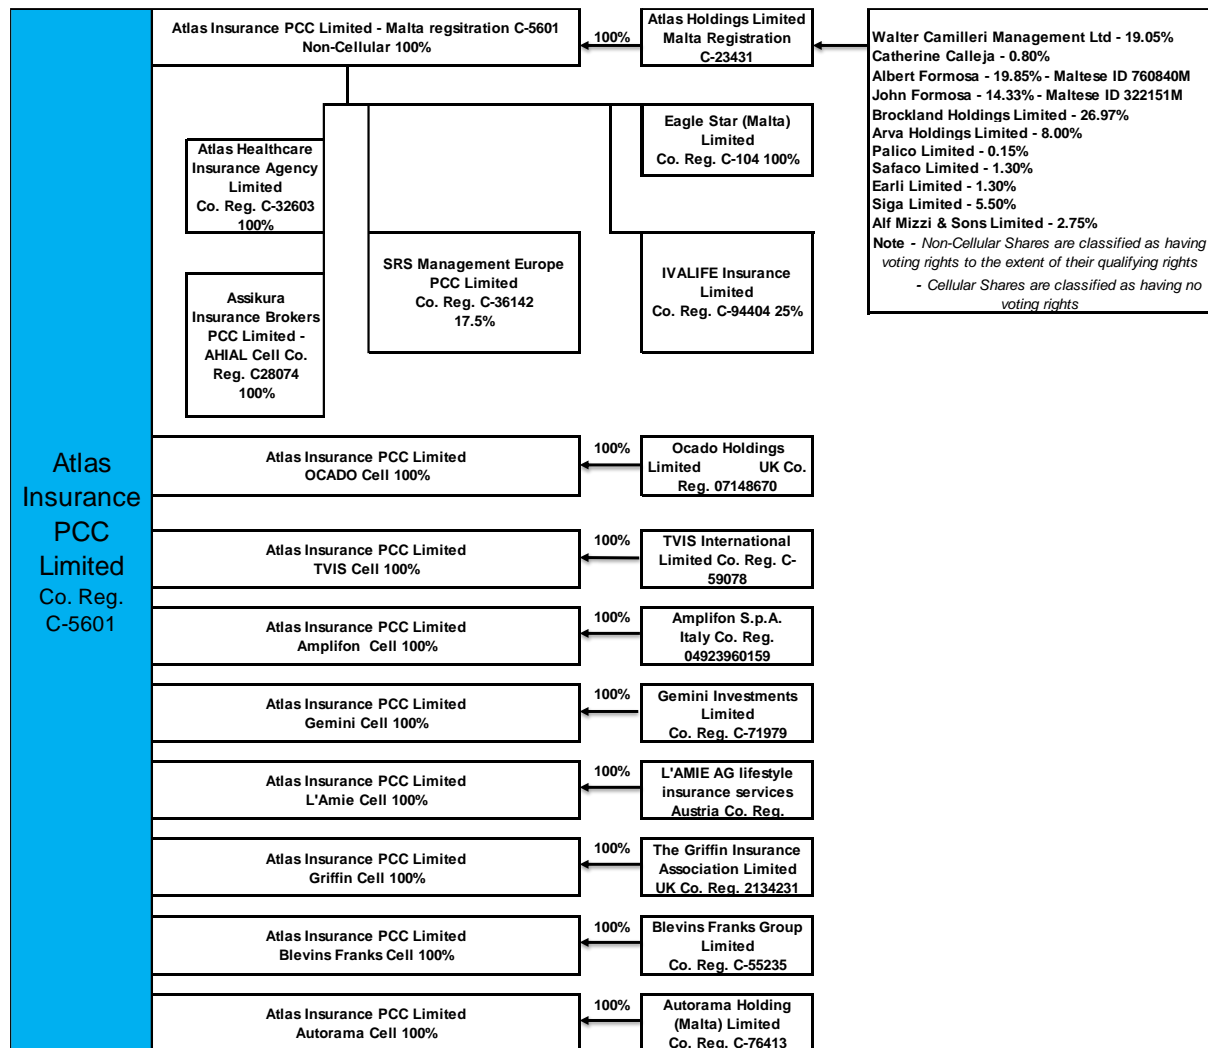 Atlas
Insurance
PCC
Limited
Co. Reg.
C-5601
Atlas Insurance PCC Limited - Malta regsitration C-5601
Non-Cellular 100%
100%
Atlas Holdings Limited
Malta Registration
C-23431
Walter Camilleri Management Ltd - 19.05%
Catherine Calleja - 0.80%
Albert Formosa - 19.85% - Maltese ID 760840M
John Formosa - 14.33% - Maltese ID 322151M
Brockland Holdings Limited - 26.97%
Arva Holdings Limited - 8.00%
Palico Limited - 0.15%
Safaco Limited - 1.30%
Earli Limited - 1.30%
Siga Limited - 5.50%
Alf Mizzi & Sons Limited - 2.75%
Note - Non-Cellular Shares are classified as having
voting rights to the extent of their qualifying rights
- Cellular Shares are classified as having no
voting rights
Eagle Star (Malta)
Limited
Co. Reg. C-104 100%
Atlas Healthcare
Insurance Agency
Limited
Co. Reg. C-32603
100%
SRS Management Europe
PCC Limited
Co. Reg. C-36142
17.5%
IVALIFE Insurance
Limited
Co. Reg. C-94404 25%
Assikura
Insurance Brokers
PCC Limited -
AHIAL Cell Co.
Reg. C28074
100%
Atlas Insurance PCC Limited
OCADO Cell 100%
100%
Ocado Holdings
Limited UK Co.
Reg. 07148670
Atlas Insurance PCC Limited
TVIS Cell 100%
100%
TVIS International
Limited Co. Reg. C-
59078
Atlas Insurance PCC Limited
Amplifon Cell 100%
100%
Amplifon S.p.A.
Italy Co. Reg.
04923960159
Atlas Insurance PCC Limited
Gemini Cell 100%
100%
Gemini Investments
Limited
Co. Reg. C-71979
Atlas Insurance PCC Limited
L'Amie Cell 100%
100%
L'AMIE AG lifestyle
insurance services
Austria Co. Reg.
Atlas Insurance PCC Limited
Griffin Cell 100%
100%
The Griffin Insurance
Association Limited
UK Co. Reg. 2134231
Atlas Insurance PCC Limited
Blevins Franks Cell 100%
100%
Blevins Franks Group
Limited
Co. Reg. C-55235
Atlas Insurance PCC Limited
Autorama Cell 100%
100%
Autorama Holding
(Malta) Limited
Co. Reg. C-76413